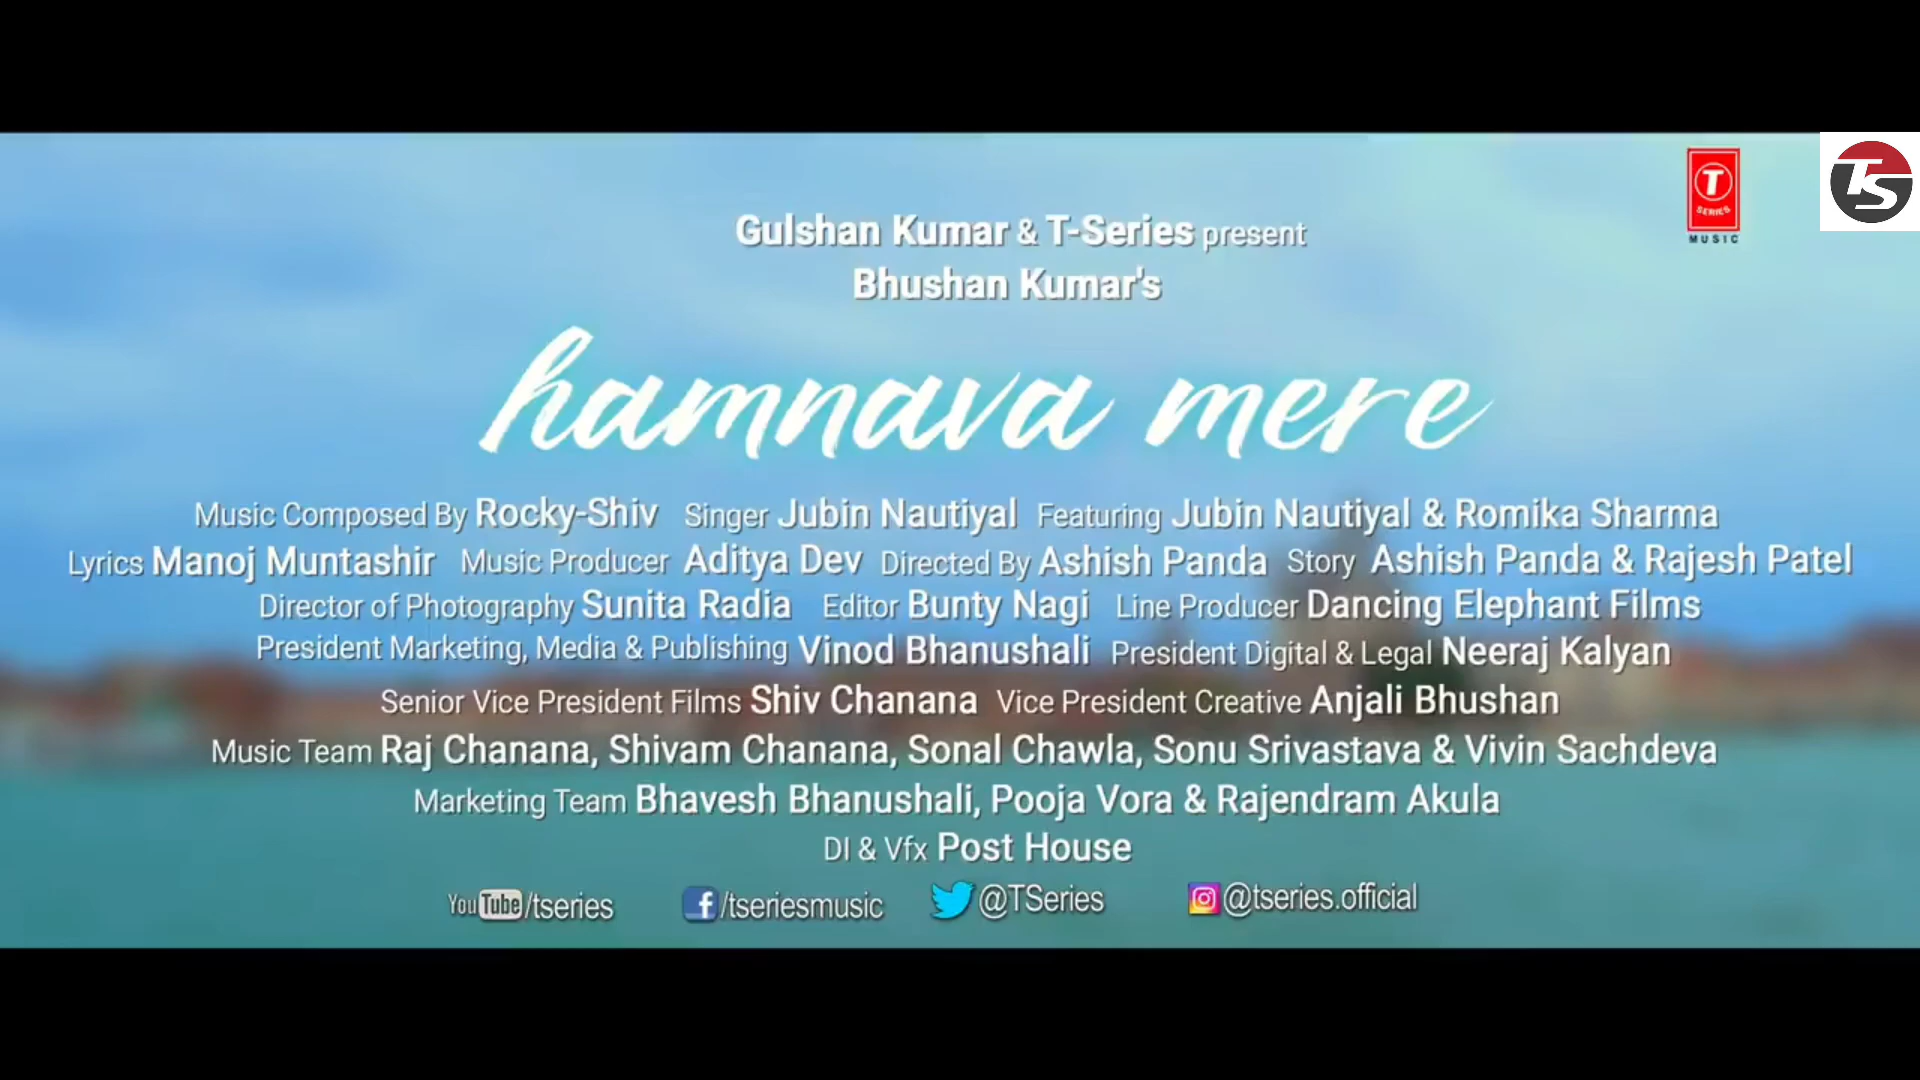 T
SERIES
MUSIC
TS
Gulshan Kumar & T-Series present
Bhushan Kumar's
hamnava mere
Music Composed By Rocky-Shiv Singer Jubin Nautiyal Featuring Jubin Nautiyal & Romika Sharma
Lyrics Manoj Muntashir Music Producer Aditya Dev Directed By Ashish Panda Story Ashish Panda & Rajesh Patel
Director of Photography Sunita Radia Editor Bunty Nagi Line Producer Dancing Elephant Films
President Marketing, Media & Publishing Vinod Bhanushali President Digital & Legal Neeraj Kalyan
Senior Vice President Films Shiv Chanana Vice President Creative Anjali Bhushan
Music Team Raj Chanana, Shivam Chanana, Sonal Chawla, Sonu Srivastava & Vivin Sachdeva
Marketing Team Bhavesh Bhanushali, Pooja Vora & Rajendram Akula
DI & Vfx Post House
YouTube/tseries f/tseriesmusic @TSeries @tseries.official